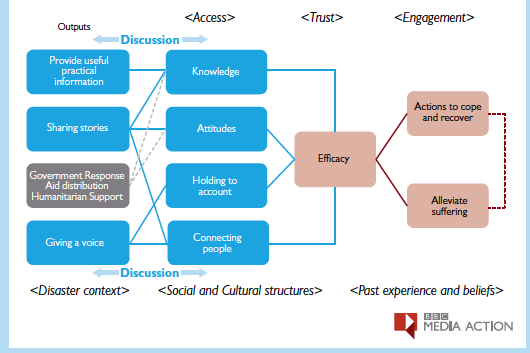 Outputs
<Access>
<Trust>
<Engagement>
Discussion
Provide useful
practical
information
Knowledge
Sharing stories
Attitudes
Actions to cope
and recover
Efficacy
Government Response
Aid distribution
Humanitarian Support
Holding to
account
Alleviate
suffering
Giving a voice
Connecting
people
Discussion
<Disaster context>
<Social and Cultural structures>
<Past experience and beliefs>
BBC
MEDIA ACTION